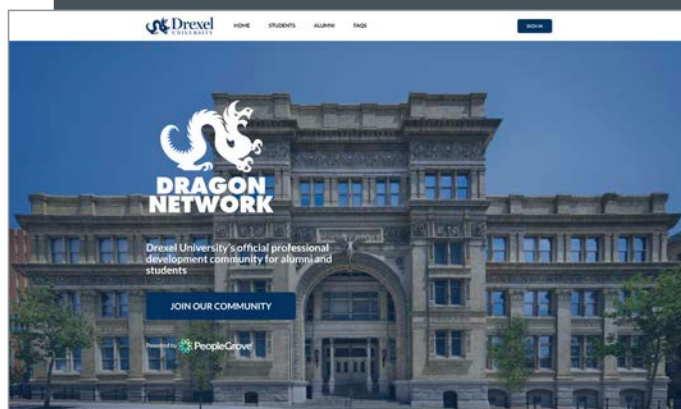 Drexel
UNIVERSITY
HOME STUDENTS ALUMNI FAQS SIGN IN
DRAGON
NETWORK
Drexel University's official professional
development community for alumni and
students
JOIN OUR COMMUNITY
Powered by PeopleGrove